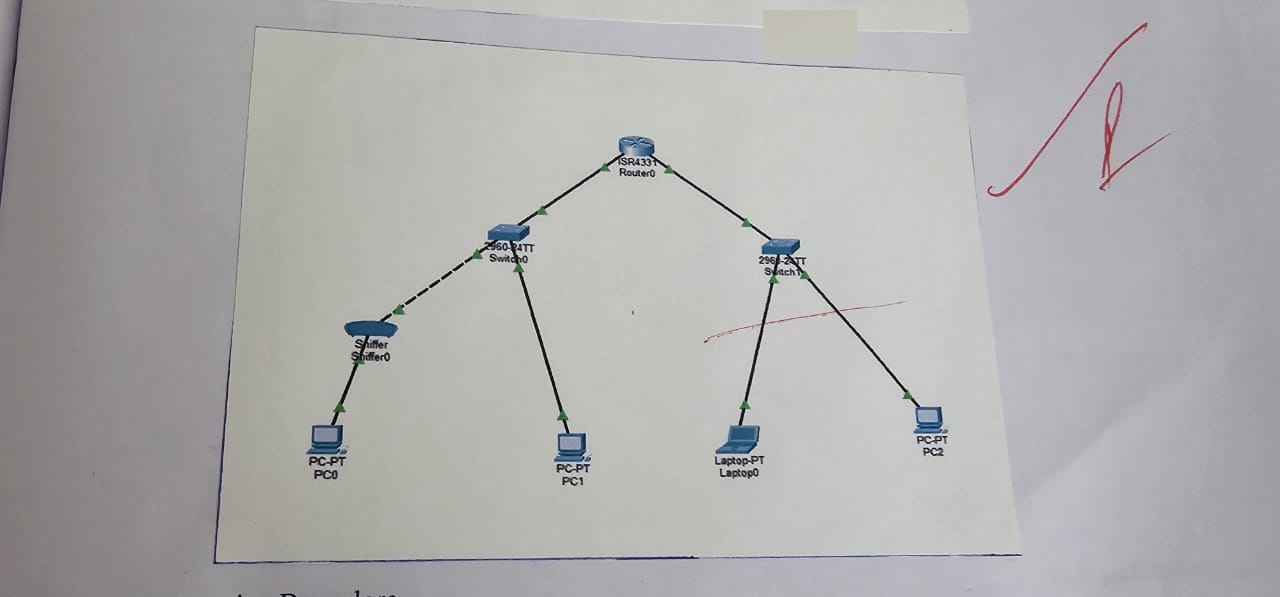 ISR4331
Router0
2960-24TT
Switch0
2960-24TT
Switch1
Sniffer
Sniffer0
PC-PT
PC0
PC-PT
PC1
Laptop-PT
Laptop0
PC-PT
PC2